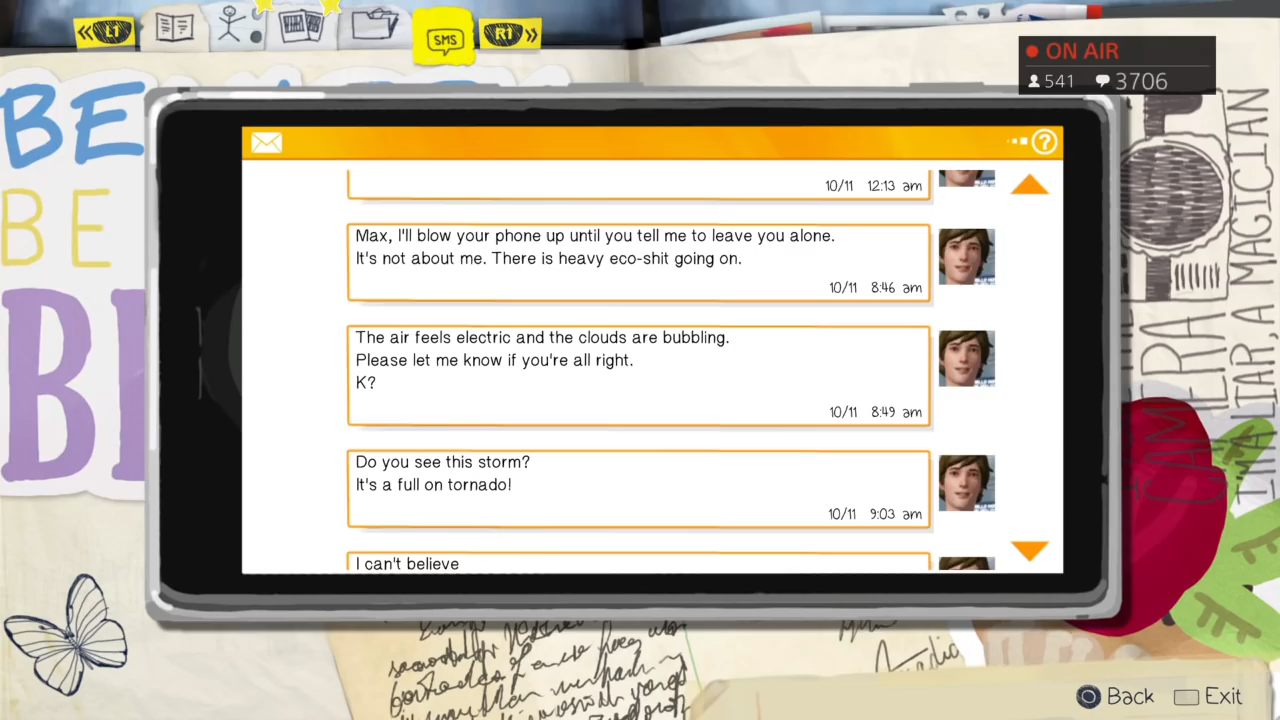 L1
SMS
R1
ON AIR
541 3706
BE
BE
10/11 12:13 am
Max, I'll blow your phone up until you tell me to leave you alone.
It's not about me. There is heavy eco-shit going on.
10/11 8:46 am
The air feels electric and the clouds are bubbling.
Please let me know if you're all right.
K?
10/11 8:49 am
Do you see this storm?
It's a full on tornado!
10/11 9:03 am
I can't believe
A MAGICIAN
Back Exit